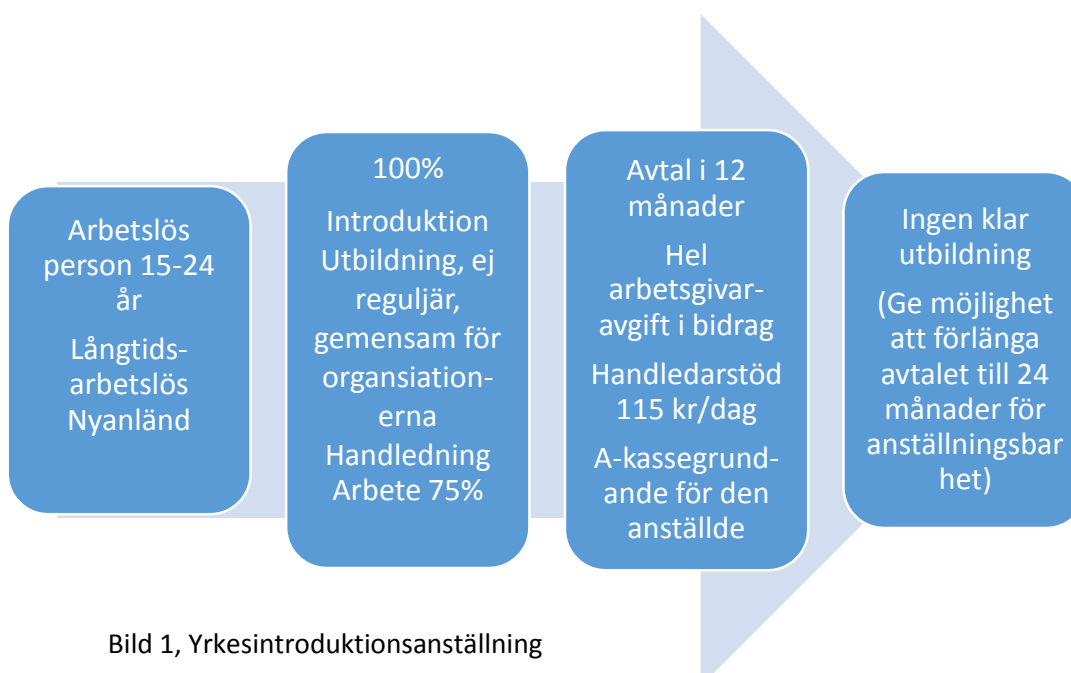 Arbetslös
person 15-24
år
Långtids-
arbetslös
Nyanländ
100%
Introduktion
Utbildning, ej
reguljär,
gemensam för
organsiation-
erna
Handledning
Arbete 75%
Avtal i 12
månader
Hel
arbetsgivar-
avgift i bidrag
Handledarstöd
115 kr/dag
A-kassegrund-
ande för den
anställde
Ingen klar
utbildning
(Ge möjlighet
att förlänga
avtalet till 24
månader för
anställningsbar
het)
Bild 1, Yrkesintroduktionsanställning